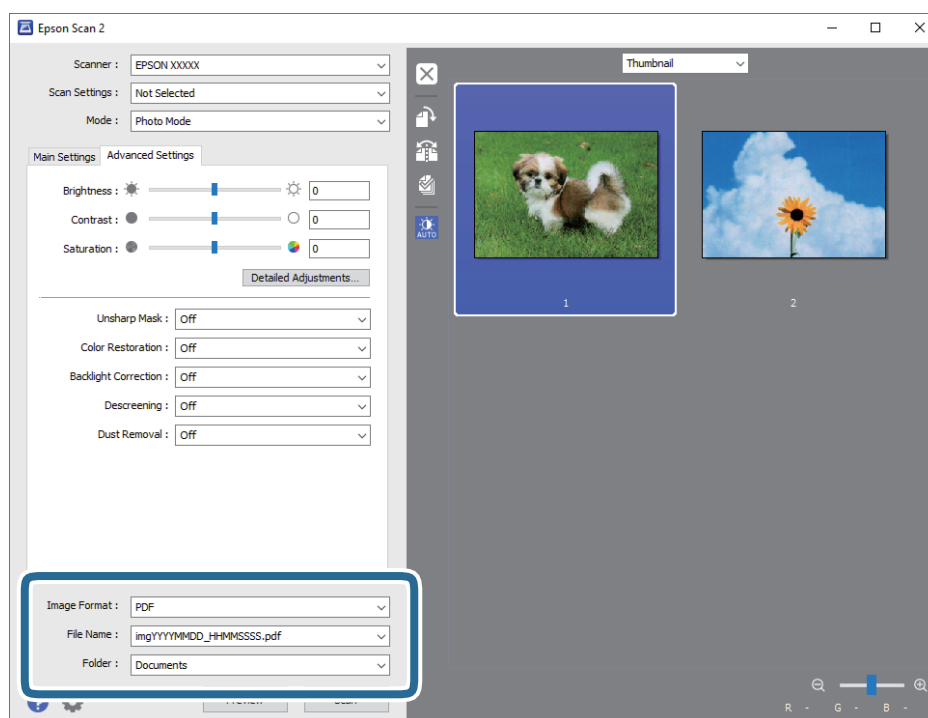 Epson Scan 2
Scanner : EPSON XXXXX
Scan Settings : Not Selected
Mode : Photo Mode
Main Settings Advanced Settings
Brightness : 0
Contrast : 0
Saturation : 0
Detailed Adjustments...
Unsharp Mask : Off
Color Restoration : Off
Backlight Correction : Off
Descreening : Off
Dust Removal : Off
Image Format : PDF
File Name : imgYYYYMMDD_HHMMSSSS.pdf
Folder : Documents
Preview Scan
Thumbnail
AUTO
1 2
R - G - B -